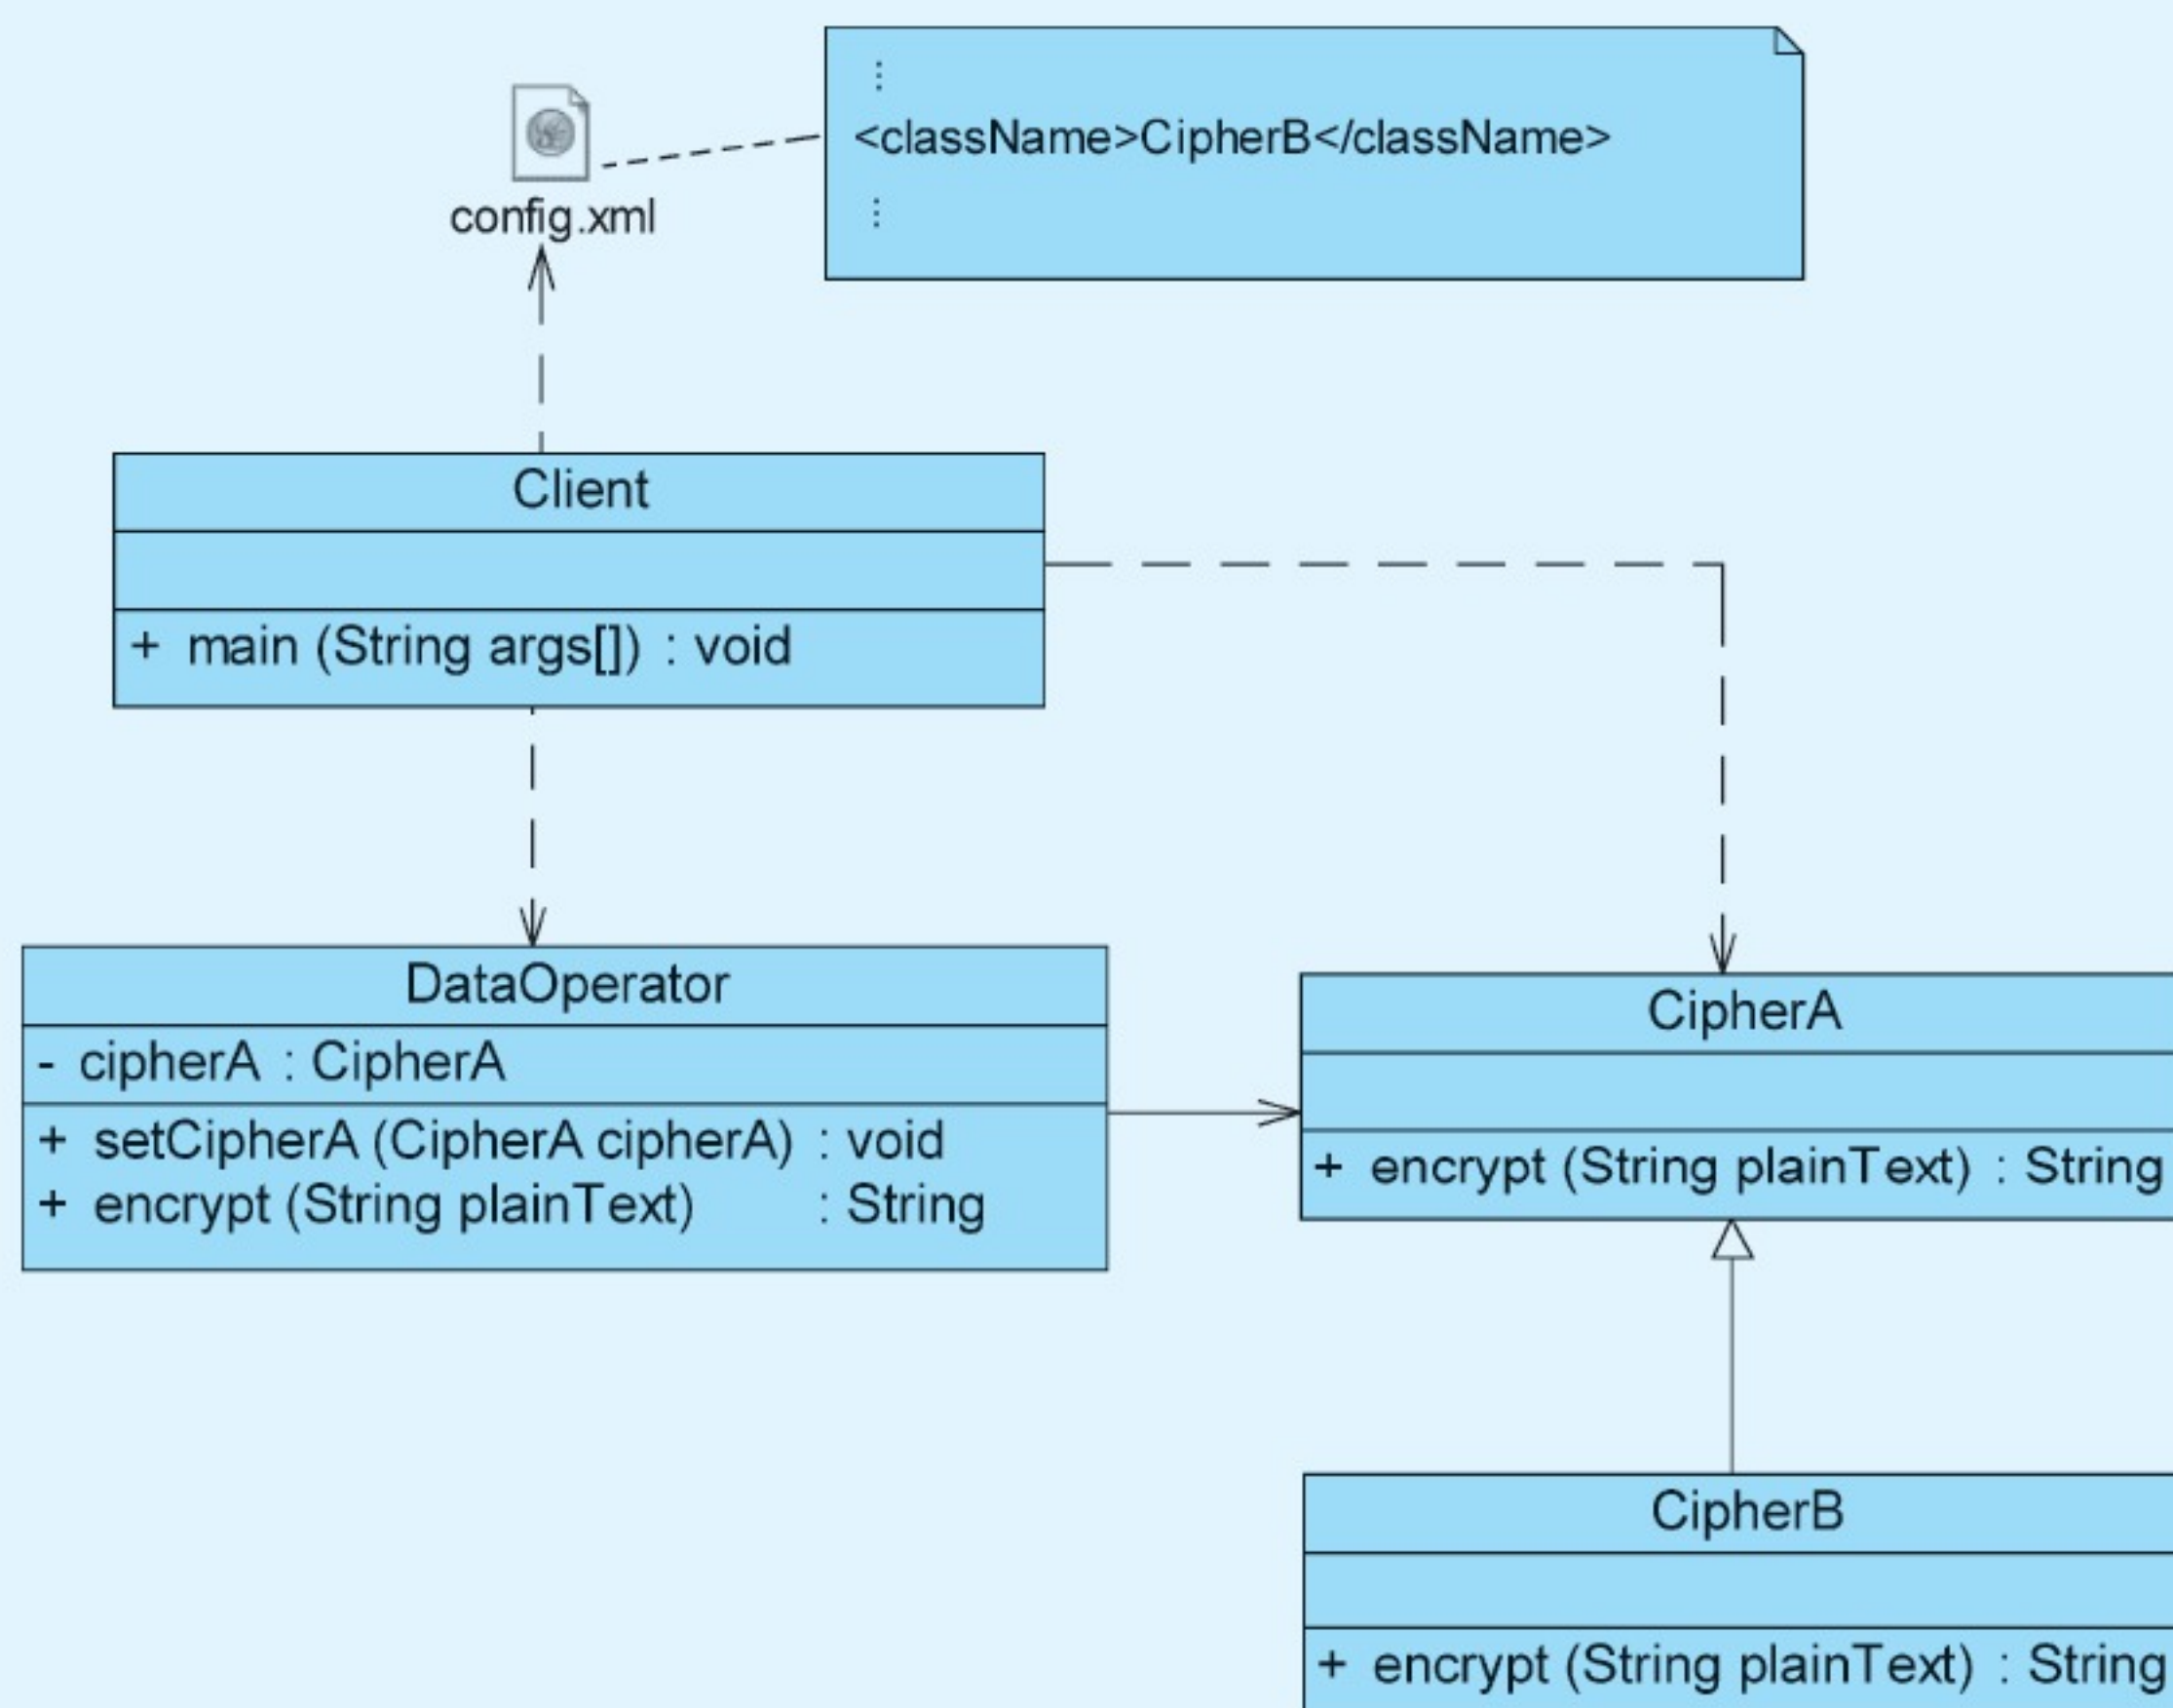 ⋮
<className>CipherB</className>
⋮
config.xml
Client
+ main (String args[]) : void
DataOperator
- cipherA : CipherA
+ setCipherA (CipherA cipherA) : void
+ encrypt (String plainText) : String
CipherA
+ encrypt (String plainText) : String
CipherB
+ encrypt (String plainText) : String